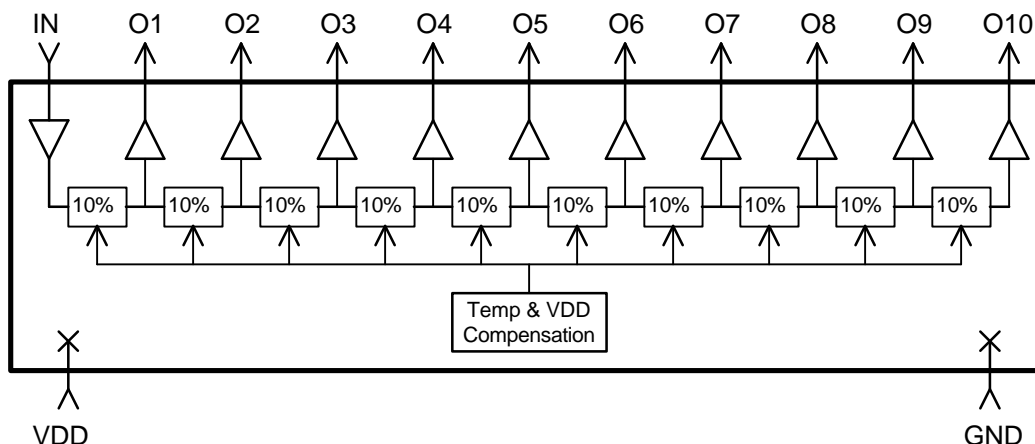 IN O1 O2 O3 O4 O5 O6 O7 O8 O9 O10
10% 10% 10% 10% 10% 10% 10% 10% 10% 10%
Temp & VDD
Compensation
VDD GND